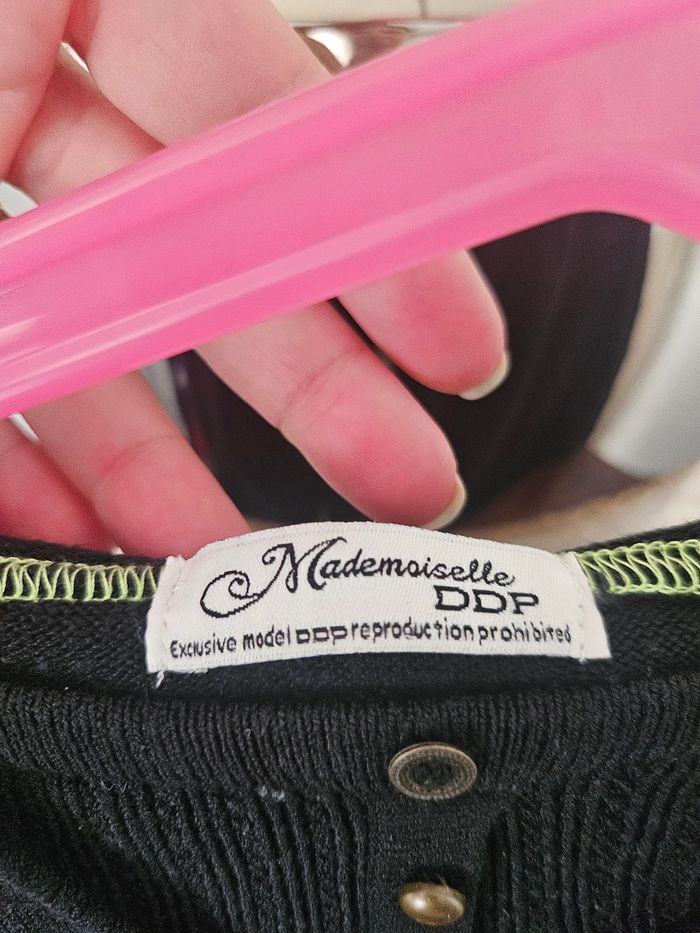 Mademoiselle
DDP
Exclusive model DDP reproduction prohibited